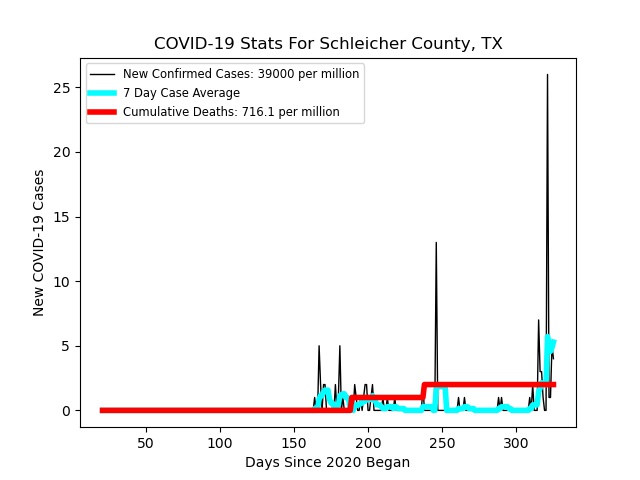 COVID-19 Stats For Schleicher County, TX
New Confirmed Cases: 39000 per million
7 Day Case Average
Cumulative Deaths: 716.1 per million
New COVID-19 Cases
25
20
15
10
5
0
50 100 150 200 250 300
Days Since 2020 Began